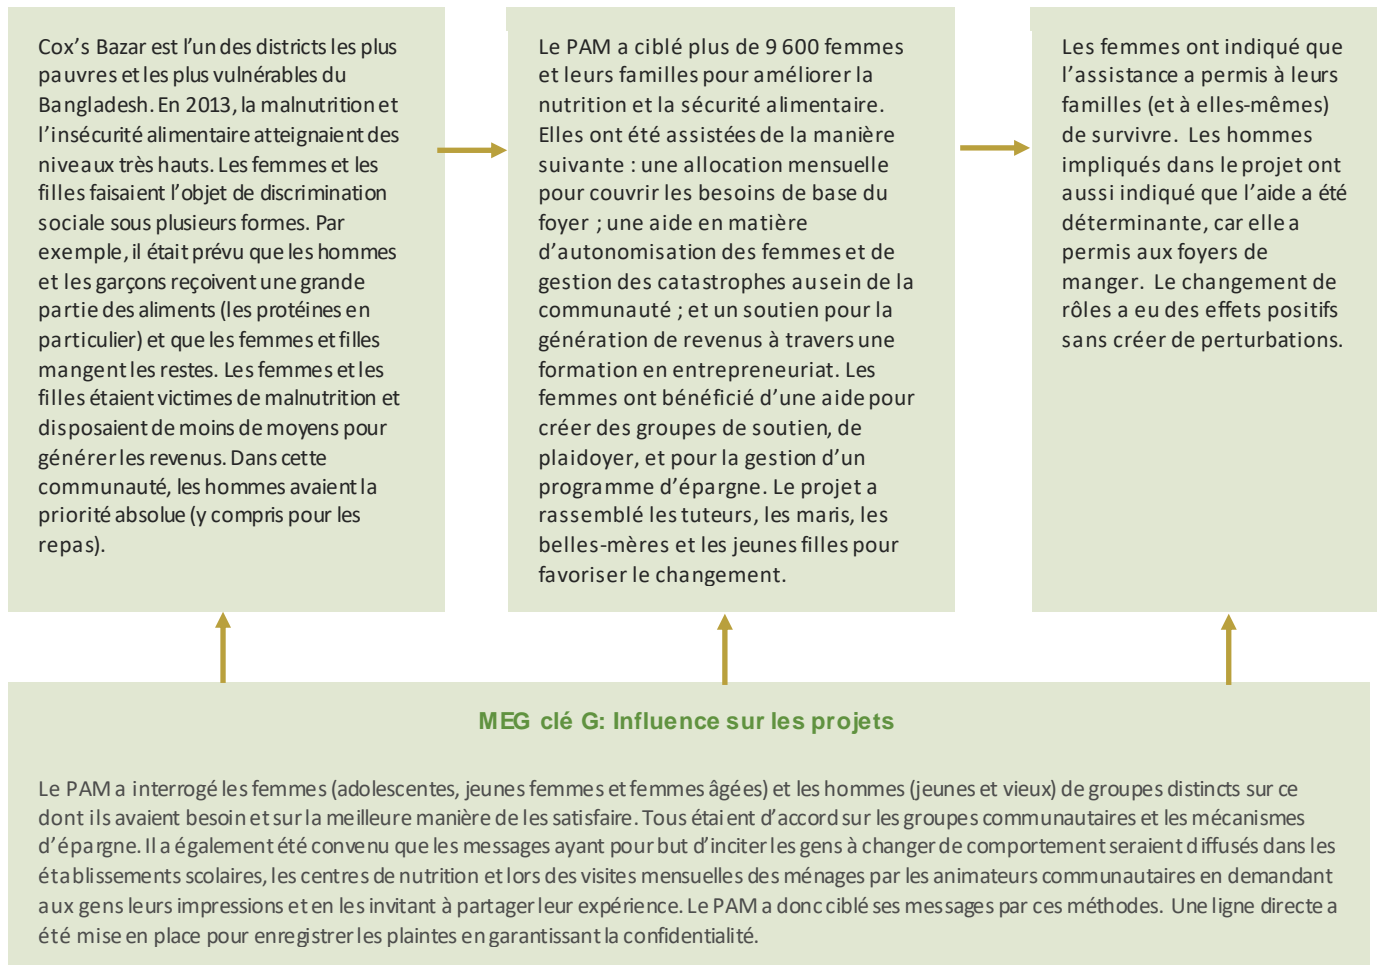 Cox’s Bazar est l’un des districts les plus
pauvres et les plus vulnérables du
Bangladesh. En 2013, la malnutrition et
l’insécurité alimentaire atteignaient des
niveaux très hauts. Les femmes et les
filles faisaient l’objet de discrimination
sociale sous plusieurs formes. Par
exemple, il était prévu que les hommes
et les garçons reçoivent une grande
partie des aliments (les protéines en
particulier) et que les femmes et filles
mangent les restes. Les femmes et les
filles étaient victimes de malnutrition et
disposaient de moins de moyens pour
générer les revenus. Dans cette
communauté, les hommes avaient la
priorité absolue (y compris pour les
repas).
Le PAM a ciblé plus de 9 600 femmes
et leurs familles pour améliorer la
nutrition et la sécurité alimentaire.
Elles ont été assistées de la manière
suivante : une allocation mensuelle
pour couvrir les besoins de base du
foyer ; une aide en matière
d’autonomisation des femmes et de
gestion des catastrophes au sein de la
communauté ; et un soutien pour la
génération de revenus à travers une
formation en entrepreneuriat. Les
femmes ont bénéficié d’une aide pour
créer des groupes de soutien, de
plaidoyer, et pour la gestion d’un
programme d’épargne. Le projet a
rassemblé les tuteurs, les maris, les
belles-mères et les jeunes filles pour
favoriser le changement.
Les femmes ont indiqué que
l’assistance a permis à leurs
familles (et à elles-mêmes)
de survivre. Les hommes
impliqués dans le projet ont
aussi indiqué que l’aide a été
déterminante, car elle a
permis aux foyers de
manger. Le changement de
rôles a eu des effets positifs
sans créer de perturbations.
MEG clé G: Influence sur les projets
Le PAM a interrogé les femmes (adolescentes, jeunes femmes et femmes âgées) et les hommes (jeunes et vieux) de groupes distincts sur ce
dont ils avaient besoin et sur la meilleure manière de les satisfaire. Tous étaient d’accord sur les groupes communautaires et les mécanismes
d’épargne. Il a également été convenu que les messages ayant pour but d’inciter les gens à changer de comportement seraient diffusés dans les
établissements scolaires, les centres de nutrition et lors des visites mensuelles des ménages par les animateurs communautaires en demandant
aux gens leurs impressions et en les invitant à partager leur expérience. Le PAM a donc ciblé ses messages par ces méthodes. Une ligne directe a
été mise en place pour enregistrer les plaintes en garantissant la confidentialité.